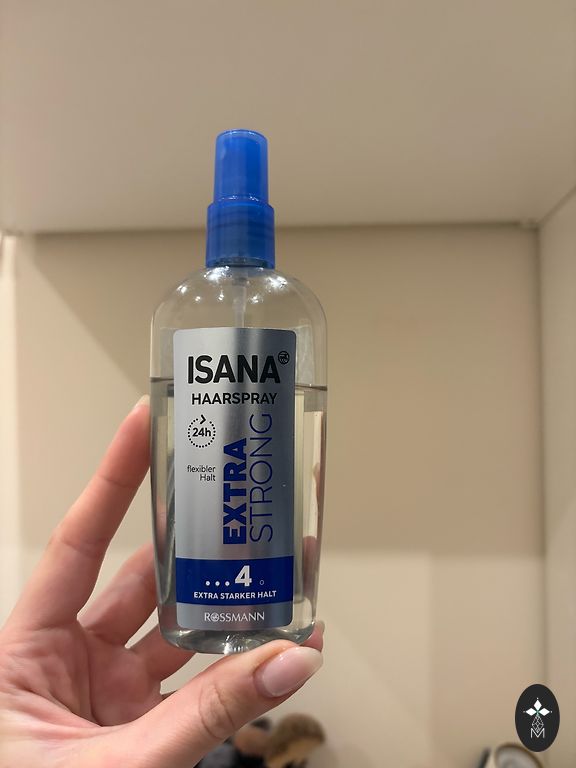 ISANA
HAARSPRAY
24h
flexibler
Halt
EXTRA
STRONG
...4 o
EXTRA STARKER HALT
ROSSMANN
M